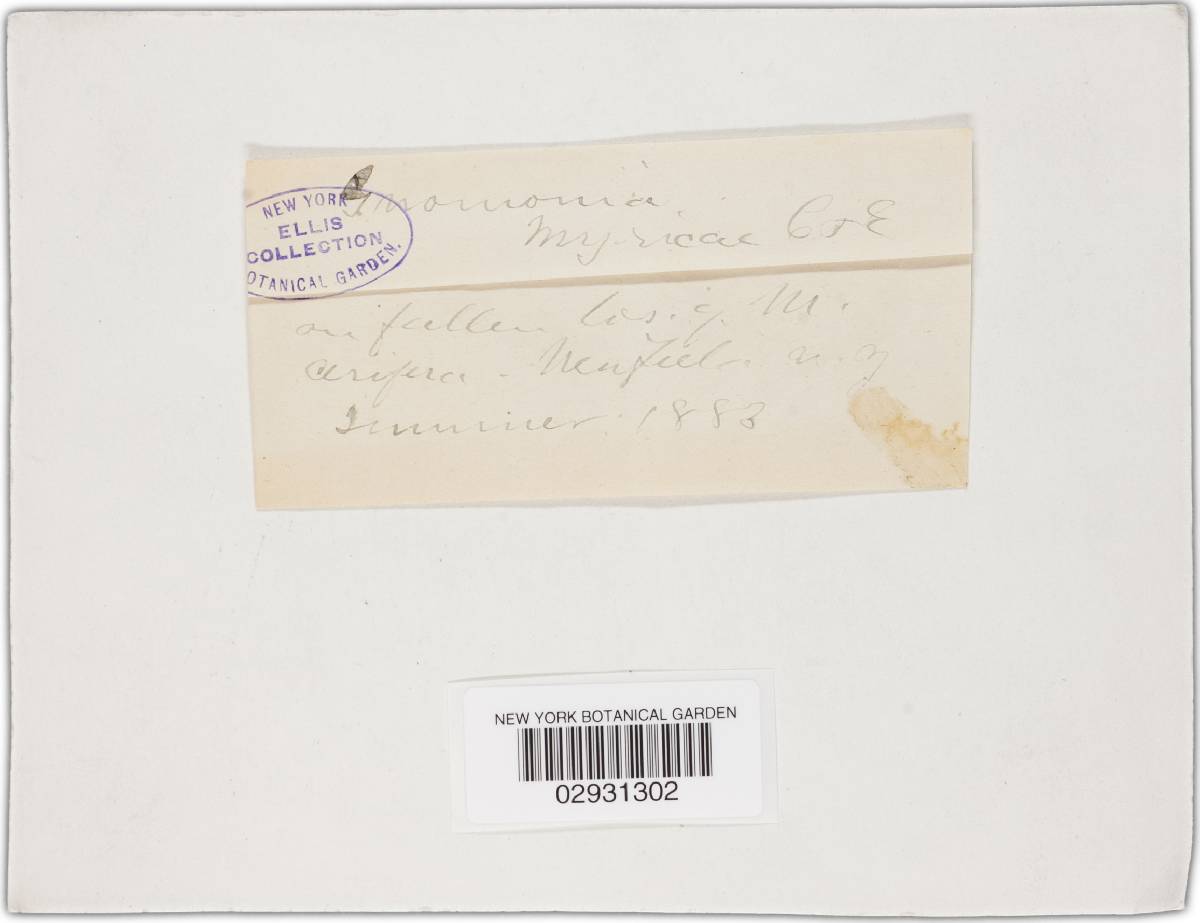 Gnomonia
Myricae C & E
NEW YORK
ELLIS
COLLECTION
BOTANICAL GARDEN.
on fallen lvs. of M.
cerifera - Newfield N. J.
Summer 1883
NEW YORK BOTANICAL GARDEN
02931302